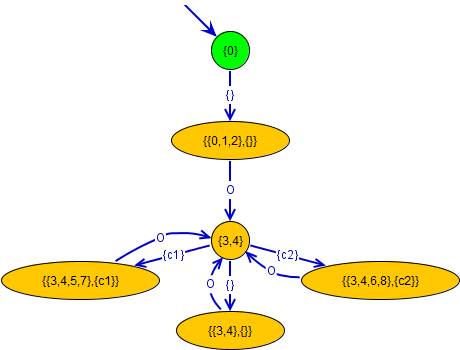 {0}
{}
{{0,1,2},{}}
O
{3,4}
O
{c1}
{c2}
{{3,4,5,7},{c1}}
O
{}
O
{{3,4,6,8},{c2}}
{{3,4},{}}